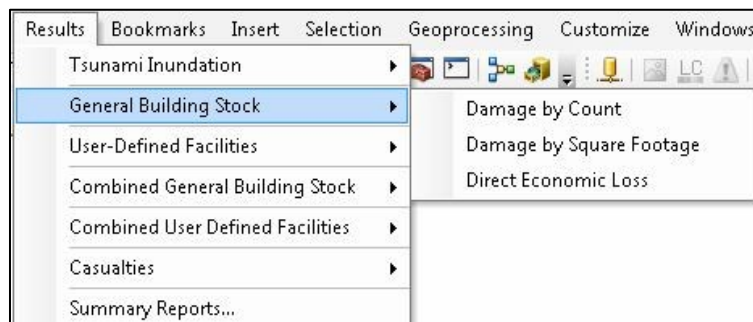 Results Bookmarks Insert Selection Geoprocessing Customize Windows
Tsunami Inundation
General Building Stock
Damage by Count
User-Defined Facilities
Damage by Square Footage
Combined General Building Stock
Direct Economic Loss
Combined User Defined Facilities
Casualties
Summary Reports...
LC